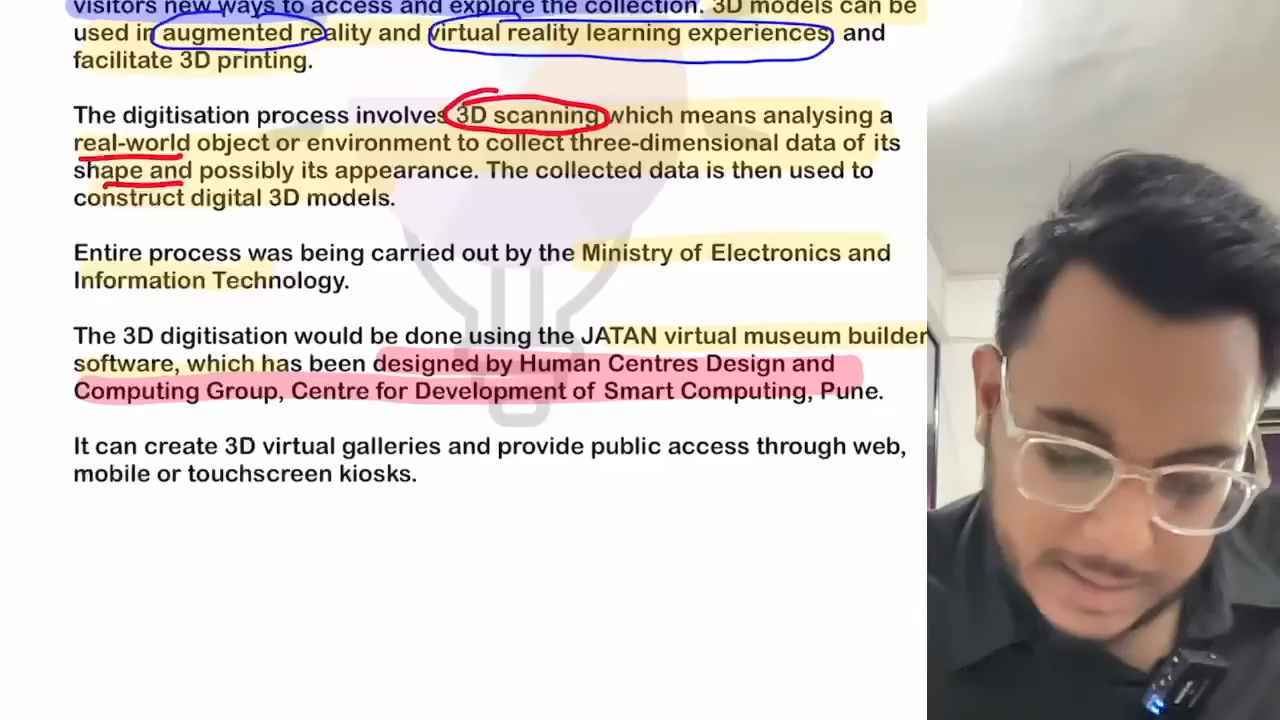 visitors new ways to access and explore the collection. 3D models can be
used in augmented reality and virtual reality learning experiences, and
facilitate 3D printing.
The digitisation process involves 3D scanning which means analysing a
real-world object or environment to collect three-dimensional data of its
shape and possibly its appearance. The collected data is then used to
construct digital 3D models.
Entire process was being carried out by the Ministry of Electronics and
Information Technology.
The 3D digitisation would be done using the JATAN virtual museum builder
software, which has been designed by Human Centres Design and
Computing Group, Centre for Development of Smart Computing, Pune.
It can create 3D virtual galleries and provide public access through web,
mobile or touchscreen kiosks.